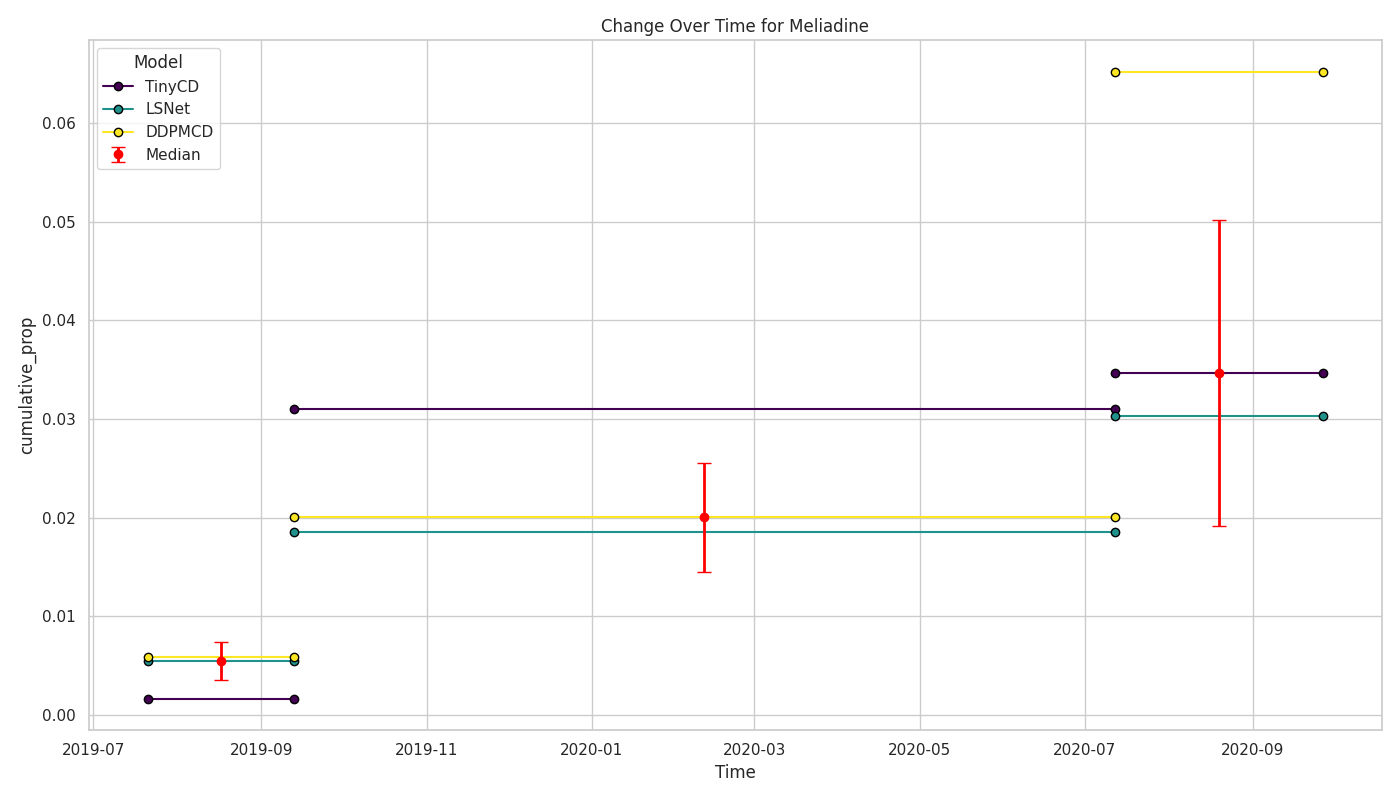 Change Over Time for Meliadine
Model
TinyCD
LSNet
DDPMCD
Median
cumulative_prop
0.06
0.05
0.04
0.03
0.02
0.01
0.00
2019-07 2019-09 2019-11 2020-01 2020-03 2020-05 2020-07 2020-09
Time